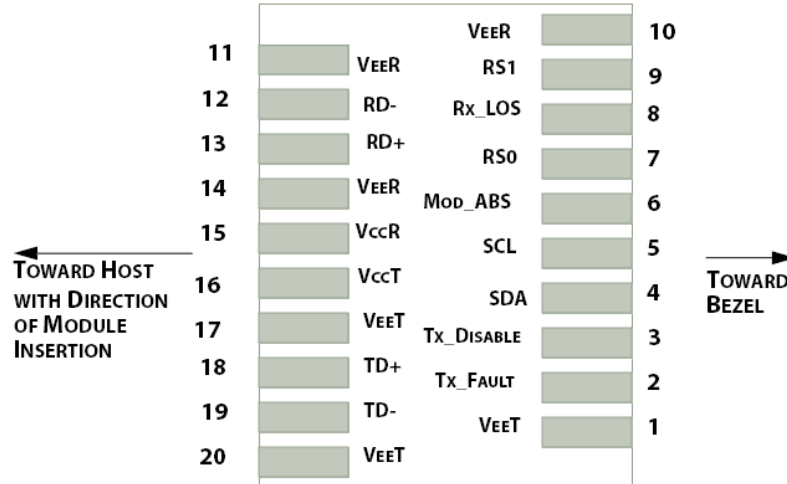 VEER 10
11 VEER
RS1 9
12 RD-
Rx_LOS 8
13 RD+
RS0 7
14 VEER
MOD_ABS 6
15 VCCR
SCL 5
TOWARD HOST
WITH DIRECTION
OF MODULE
INSERTION
TOWARD
BEZEL
16 VCCT
SDA 4
17 VEET
TX_DISABLE 3
18 TD+
TX_FAULT 2
19 TD-
VEET 1
20 VEET